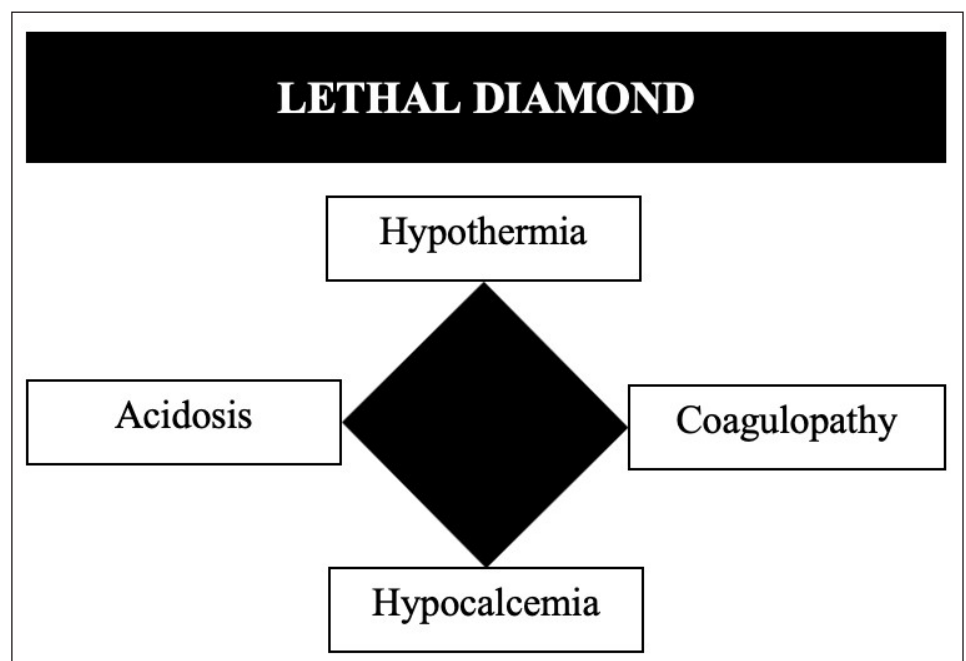 LETHAL DIAMOND
Hypothermia
Acidosis
Coagulopathy
Hypocalcemia